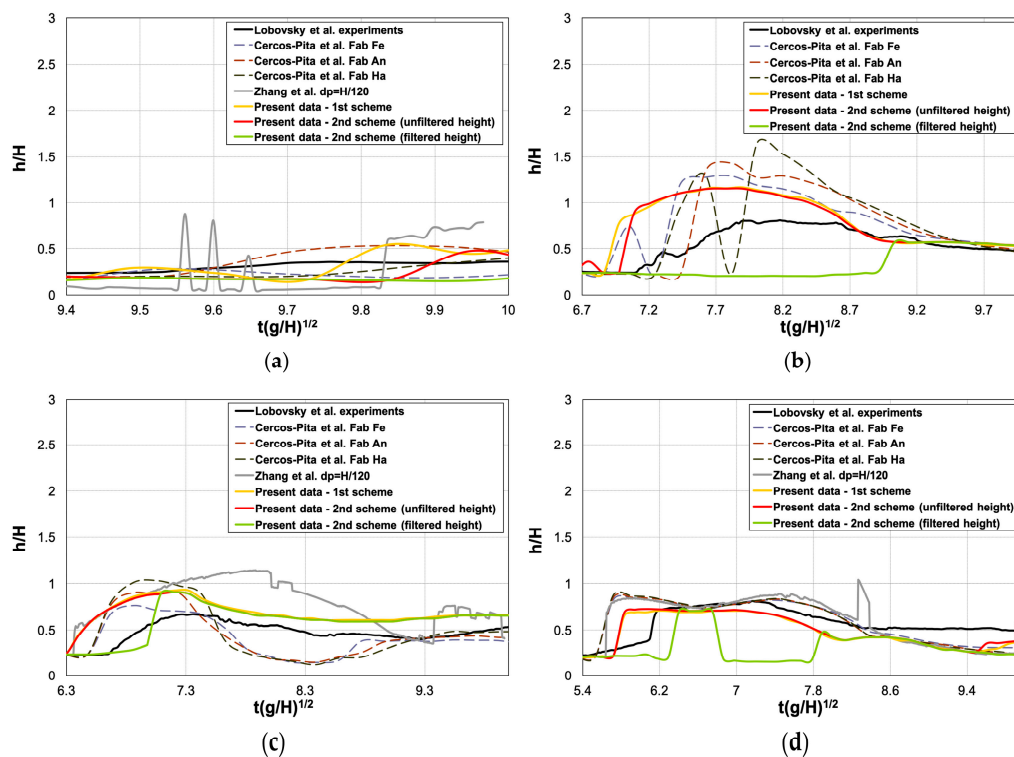 3
2.5
2
1.5
1
0.5
0
h/H
Lobovsky et al. experiments
Cercos-Pita et al. Fab Fe
Cercos-Pita et al. Fab An
Cercos-Pita et al. Fab Ha
Zhang et al. dp=H/120
Present data - 1st scheme
Present data - 2nd scheme (unfiltered height)
Present data - 2nd scheme (filtered height)
9.4 9.5 9.6 9.7 9.8 9.9 10
t(g/H)1/2
(a)
3
2.5
2
1.5
1
0.5
0
h/H
Lobovsky et al. experiments
Cercos-Pita et al. Fab Fe
Cercos-Pita et al. Fab An
Cercos-Pita et al. Fab Ha
Present data - 1st scheme
Present data - 2nd scheme (unfiltered height)
Present data - 2nd scheme (filtered height)
6.7 7.2 7.7 8.2 8.7 9.2 9.7
t(g/H)1/2
(b)
3
2.5
2
1.5
1
0.5
0
h/H
Lobovsky et al. experiments
Cercos-Pita et al. Fab Fe
Cercos-Pita et al. Fab An
Cercos-Pita et al. Fab Ha
Zhang et al. dp=H/120
Present data - 1st scheme
Present data - 2nd scheme (unfiltered height)
Present data - 2nd scheme (filtered height)
6.3 7.3 8.3 9.3
t(g/H)1/2
(c)
3
2.5
2
1.5
1
0.5
0
h/H
Lobovsky et al. experiments
Cercos-Pita et al. Fab Fe
Cercos-Pita et al. Fab An
Cercos-Pita et al. Fab Ha
Zhang et al. dp=H/120
Present data - 1st scheme
Present data - 2nd scheme (unfiltered height)
Present data - 2nd scheme (filtered height)
5.4 6.2 7 7.8 8.6 9.4
t(g/H)1/2
(d)